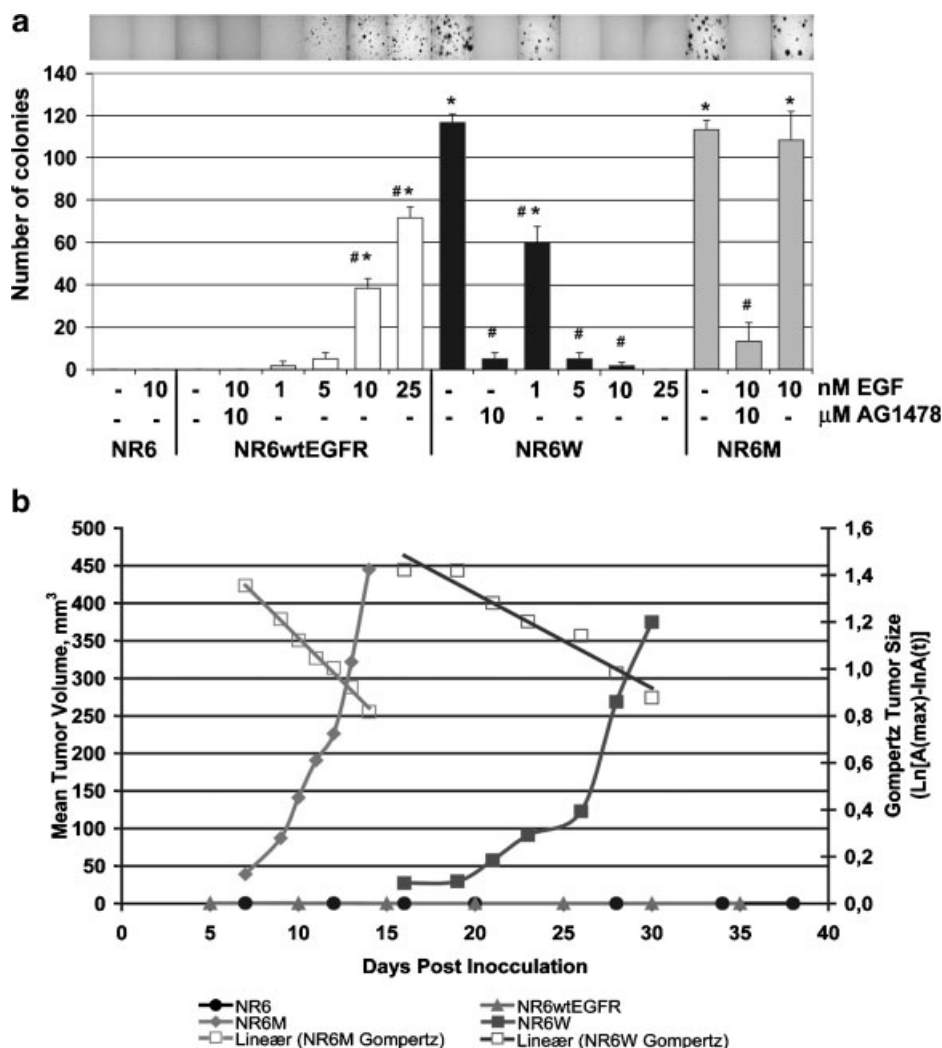 a
140
120
100
80
60
40
20
0
Number of colonies
#*
#*
*
#
#*
#
#
*
#
*
- 10 - 10 1 5 10 25 - - 1 5 10 25 - 10 10 nM EGF
- - - 10 - - - - - 10 - - - - - 10 - μM AG1478
NR6 NR6wtEGFR NR6W NR6M
b
500
450
400
350
300
250
200
150
100
50
0
Mean Tumor Volume, mm³
1,6
1,4
1,2
1,0
0,8
0,6
0,4
0,2
0,0
Gompertz Tumor Size
(Ln[A(max)-lnA(t)]
0 5 10 15 20 25 30 35 40
Days Post Inocculation
NR6 NR6wtEGFR
NR6M NR6W
Lineær (NR6M Gompertz) Lineær (NR6W Gompertz)